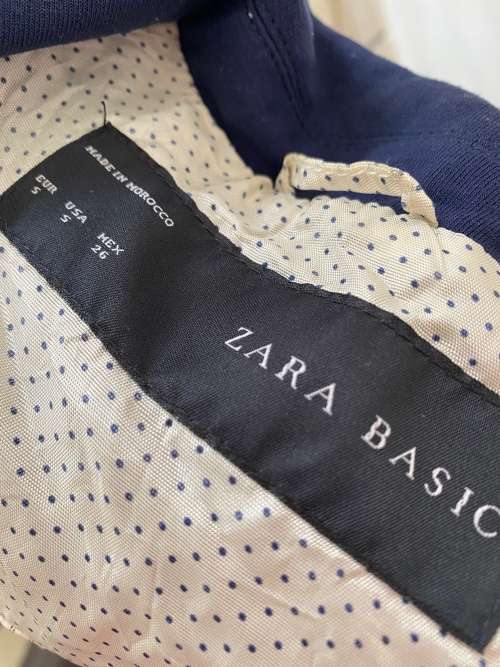 MADE IN MOROCCO
EUR USA MEX
S S 26
ZARA BASIC